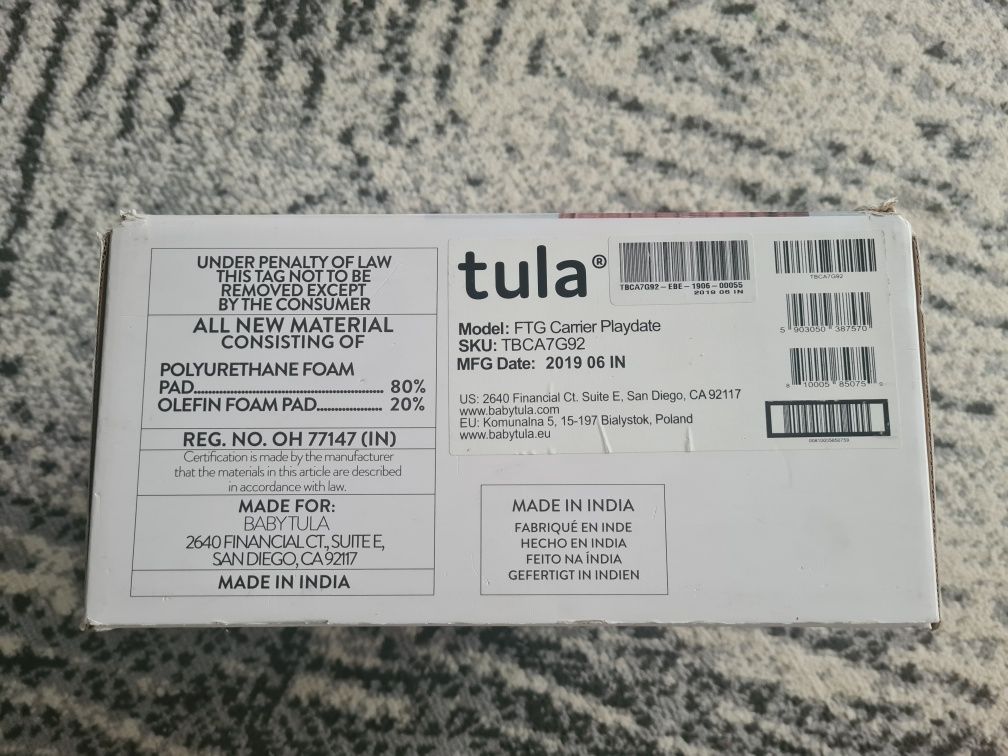 UNDER PENALTY OF LAW
THIS TAG NOT TO BE
REMOVED EXCEPT
BY THE CONSUMER
ALL NEW MATERIAL
CONSISTING OF
POLYURETHANE FOAM
PAD........................................ 80%
OLEFIN FOAM PAD.................. 20%
REG. NO. OH 77147 (IN)
Certification is made by the manufacturer
that the materials in this article are described
in accordance with law.
MADE FOR:
BABY TULA
2640 FINANCIAL CT., SUITE E,
SAN DIEGO, CA 92117
MADE IN INDIA
tula®
TBCA7G92-EBE-1906-00055
2019 06 IN
TBCA7G92
Model: FTG Carrier Playdate
SKU: TBCA7G92
MFG Date: 2019 06 IN
5 903050 387570
US: 2640 Financial Ct. Suite E, San Diego, CA 92117
www.babytula.com
EU: Komunalna 5, 15-197 Bialystok, Poland
www.babytula.eu
8 10005 85075 0
MADE IN INDIA
FABRIQUÉ EN INDE
HECHO EN INDIA
FEITO NA ÍNDIA
GEFERTIGT IN INDIEN